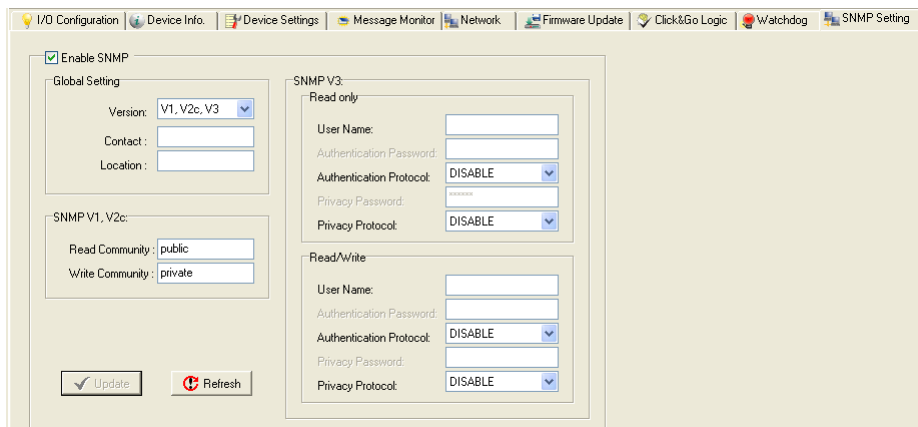 I/O Configuration Device Info. Device Settings Message Monitor Network Firmware Update Click&Go Logic Watchdog SNMP Setting
Enable SNMP
Global Setting
Version: V1, V2c, V3
Contact :
Location :
SNMP V1, V2c:
Read Community : public
Write Community : private
Update Refresh
SNMP V3:
Read only
User Name:
Authentication Password:
Authentication Protocol: DISABLE
Privacy Password: ******
Privacy Protocol: DISABLE
Read/Write
User Name:
Authentication Password:
Authentication Protocol: DISABLE
Privacy Password:
Privacy Protocol: DISABLE